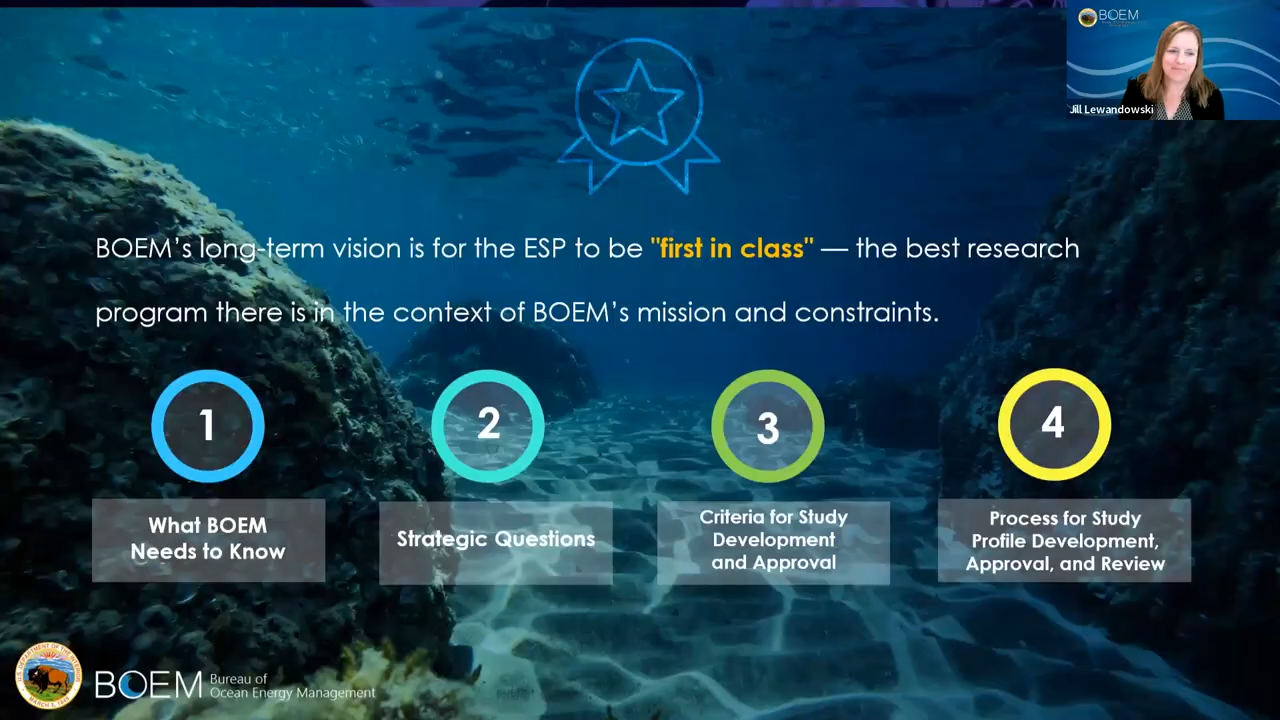 BOEM
Jill Lewandowski
BOEM's long-term vision is for the ESP to be "first in class" — the best research
program there is in the context of BOEM's mission and constraints.
1
2
3
4
What BOEM
Needs to Know
Strategic Questions
Criteria for Study
Development
and Approval
Process for Study
Profile Development,
Approval, and Review
BOEM
Bureau of
Ocean Energy Management